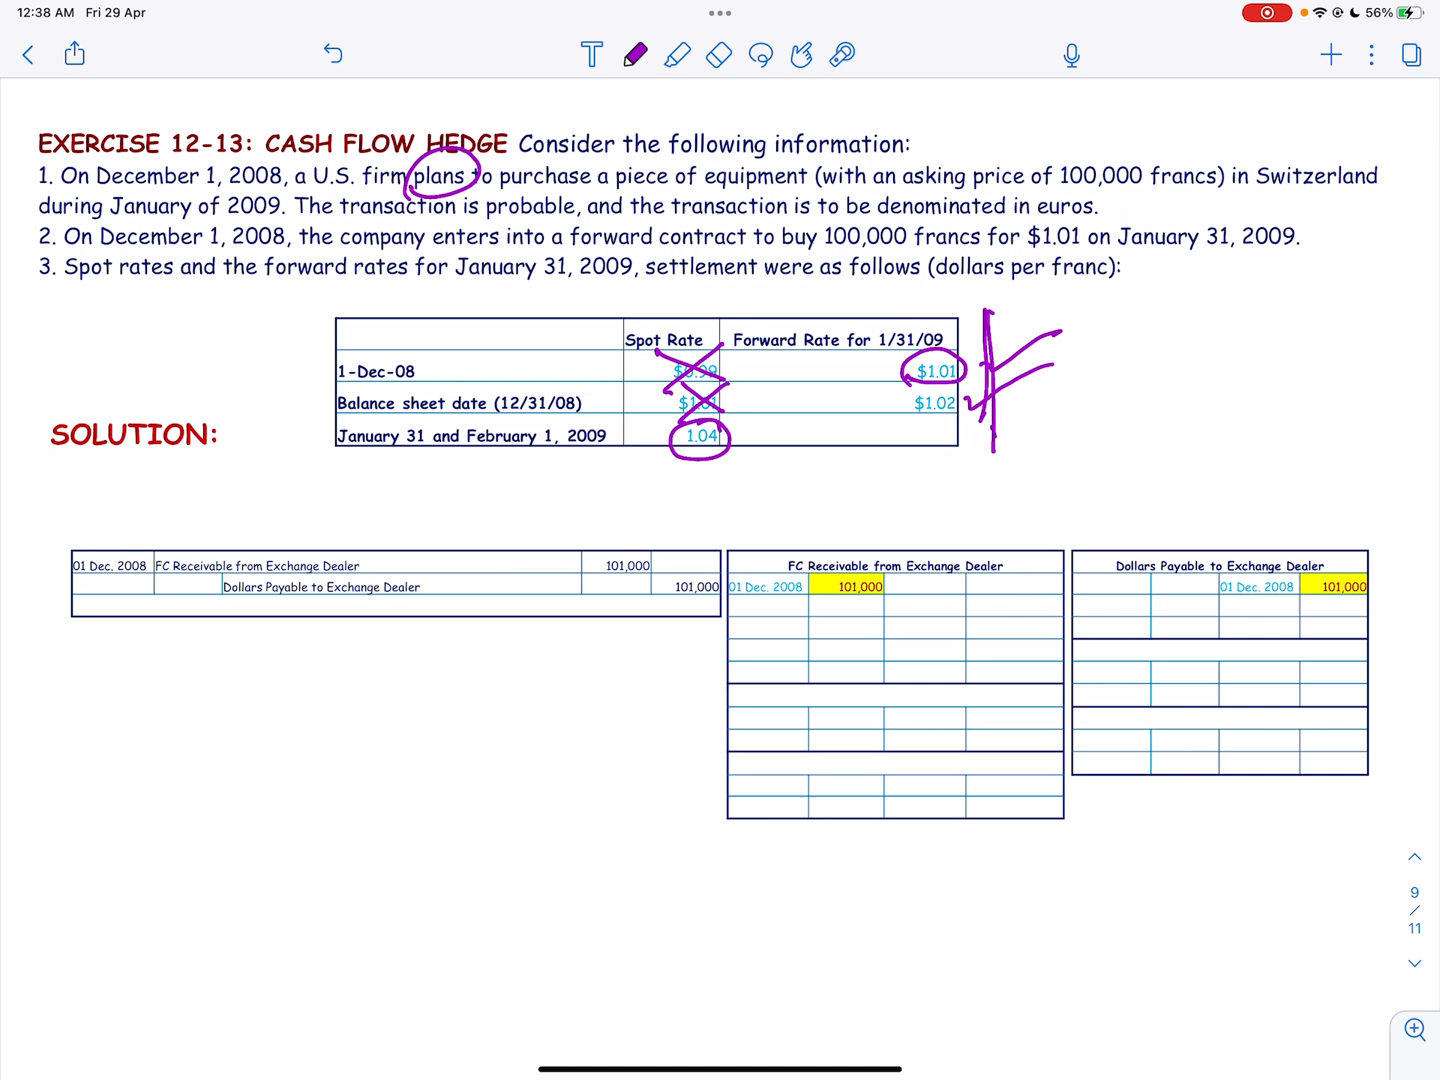 12:38 AM Fri 29 Apr
56%
EXERCISE 12-13: CASH FLOW HEDGE Consider the following information:
1. On December 1, 2008, a U.S. firm plans to purchase a piece of equipment (with an asking price of 100,000 francs) in Switzerland
during January of 2009. The transaction is probable, and the transaction is to be denominated in euros.
2. On December 1, 2008, the company enters into a forward contract to buy 100,000 francs for $1.01 on January 31, 2009.
3. Spot rates and the forward rates for January 31, 2009, settlement were as follows (dollars per franc):
Spot Rate Forward Rate for 1/31/09
1-Dec-08 $0.99 $1.01
Balance sheet date (12/31/08) $1.01 $1.02
January 31 and February 1, 2009 1.04
SOLUTION:
01 Dec. 2008 FC Receivable from Exchange Dealer 101,000
Dollars Payable to Exchange Dealer 101,000
FC Receivable from Exchange Dealer
01 Dec. 2008 101,000
Dollars Payable to Exchange Dealer
01 Dec. 2008 101,000
9
/
11